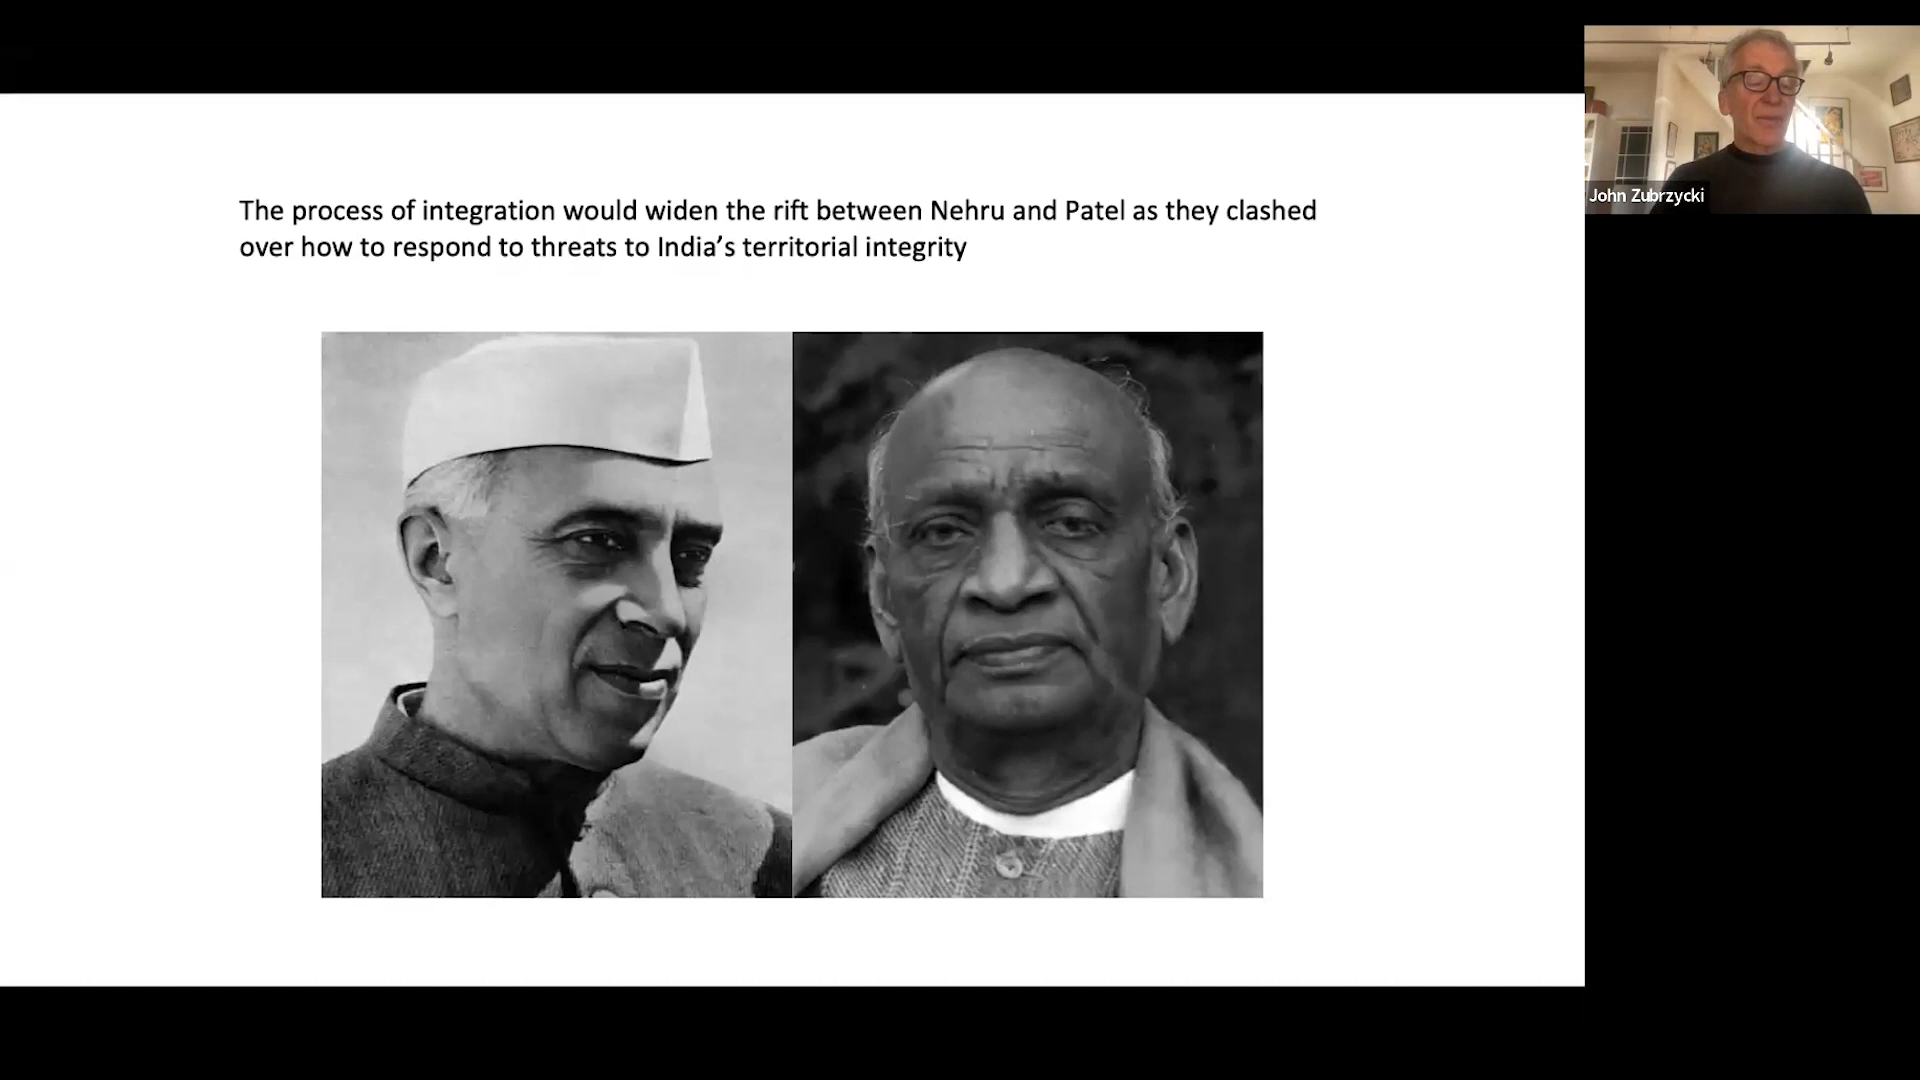 The process of integration would widen the rift between Nehru and Patel as they clashed
over how to respond to threats to India’s territorial integrity
John Zubrzycki